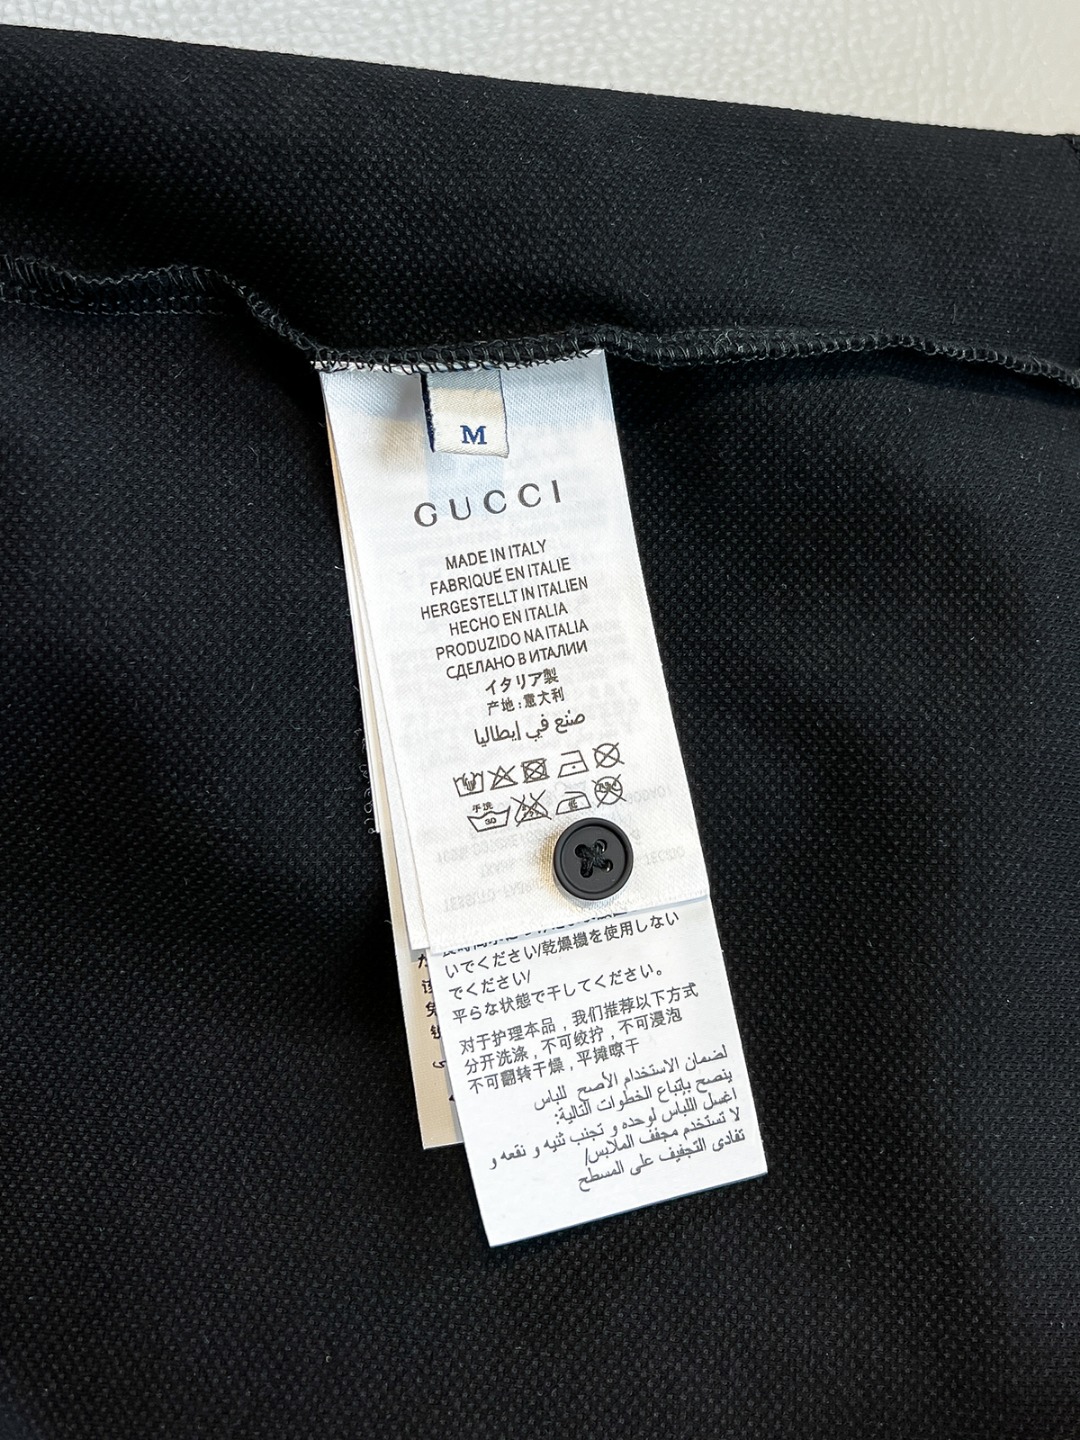 M
GUCCI
MADE IN ITALY
FABRIQUÉ EN ITALIE
HERGESTELLT IN ITALIEN
HECHO EN ITALIA
PRODUZIDO NA ITALIA
СДЕЛАНО В ИТАЛИИ
イタリア製
产地:意大利
صنع في إيطاليا
手洗
30
いでください/乾燥機を使用しない
でください/
平らな状態で干してください。
对于护理本品,我们推荐以下方式
分开洗涤,不可绞拧,不可浸泡
不可翻转干燥,平摊晾干
لضمان الاستخدام الأصح للباس
ينصح بإتباع الخطوات التالية:
اغسل اللباس لوحده و تجنب ثنيه و نقعه و
لا تستخدم مجفف الملابس/
تفادى التجفيف على المسطح